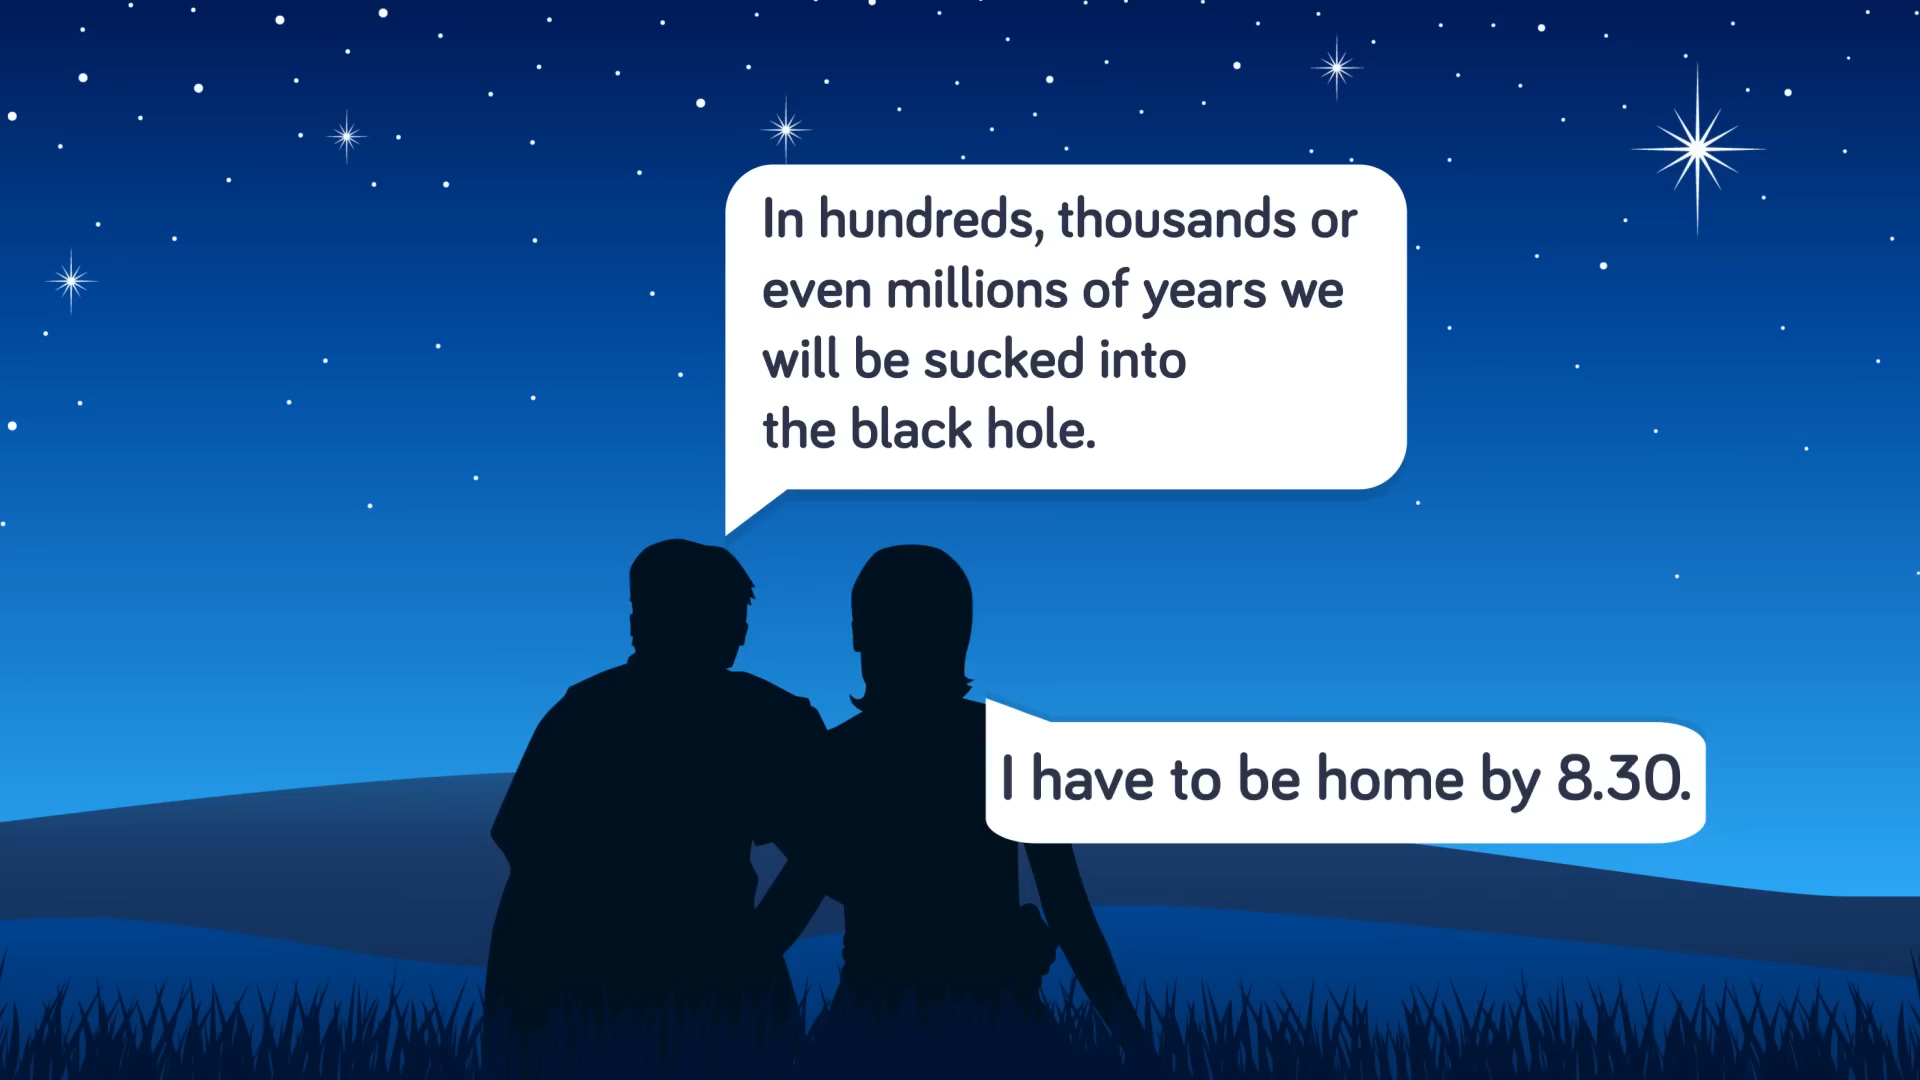 In hundreds, thousands or
even millions of years we
will be sucked into
the black hole.
I have to be home by 8.30.